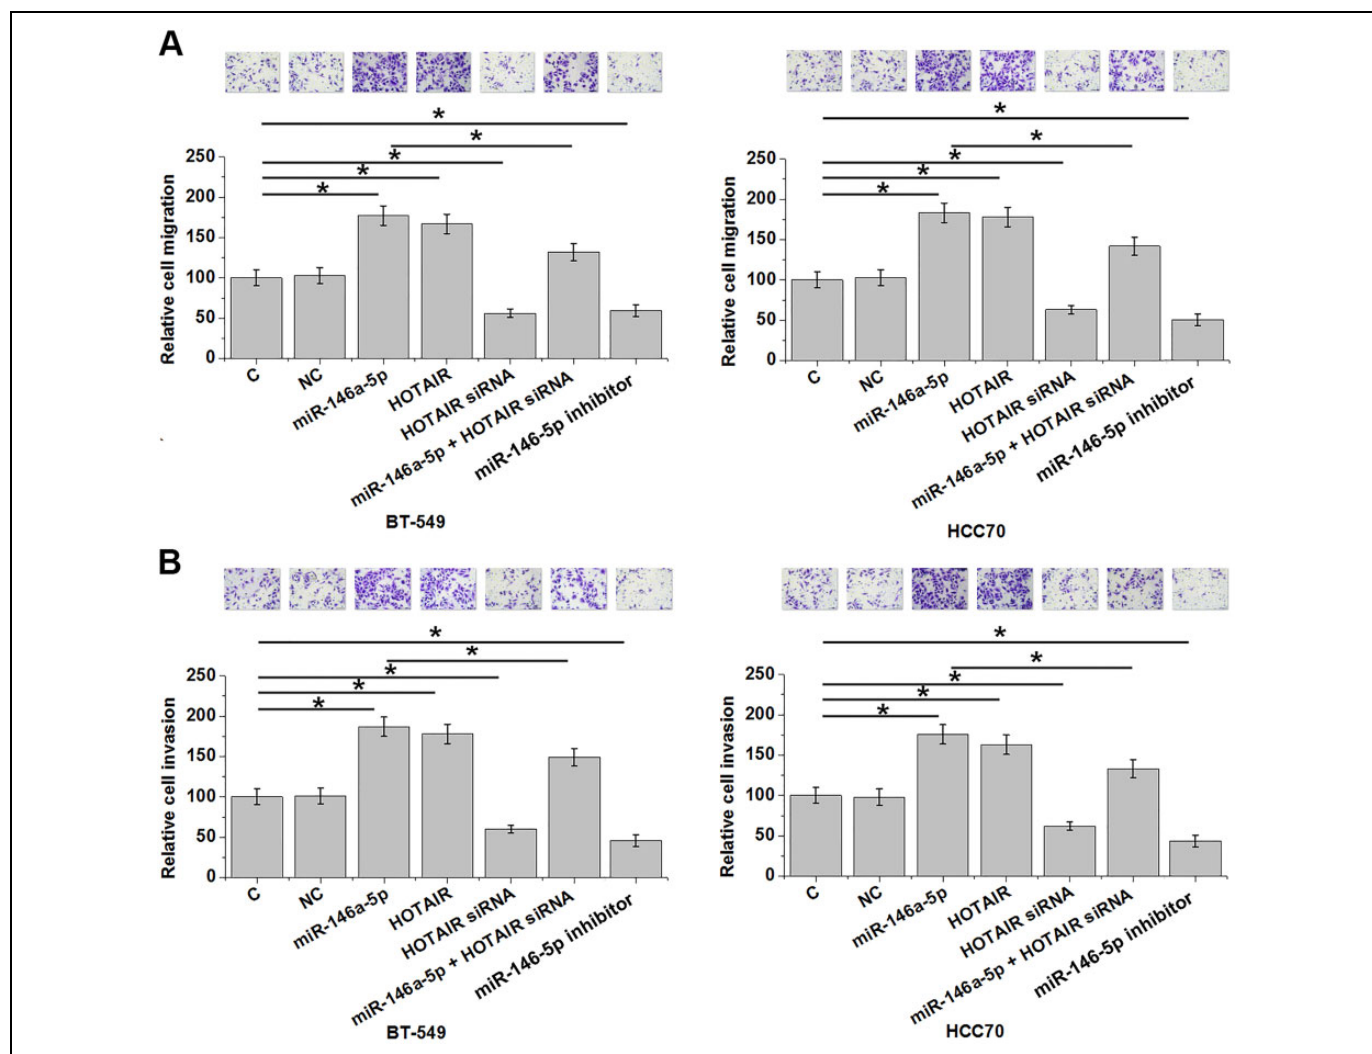 A
* * * * *
250
200
150
100
50
0
Relative cell migration
C
NC
miR-146a-5p
HOTAIR
HOTAIR siRNA
miR-146a-5p + HOTAIR siRNA
miR-146-5p inhibitor
BT-549
* * * * *
250
200
150
100
50
0
Relative cell migration
C
NC
miR-146a-5p
HOTAIR
HOTAIR siRNA
miR-146a-5p + HOTAIR siRNA
miR-146-5p inhibitor
HCC70
B
* * * * *
250
200
150
100
50
0
Relative cell invasion
C
NC
miR-146a-5p
HOTAIR
HOTAIR siRNA
miR-146a-5p + HOTAIR siRNA
miR-146-5p inhibitor
BT-549
* * * * *
250
200
150
100
50
0
Relative cell invasion
C
NC
miR-146a-5p
HOTAIR
HOTAIR siRNA
miR-146a-5p + HOTAIR siRNA
miR-146-5p inhibitor
HCC70